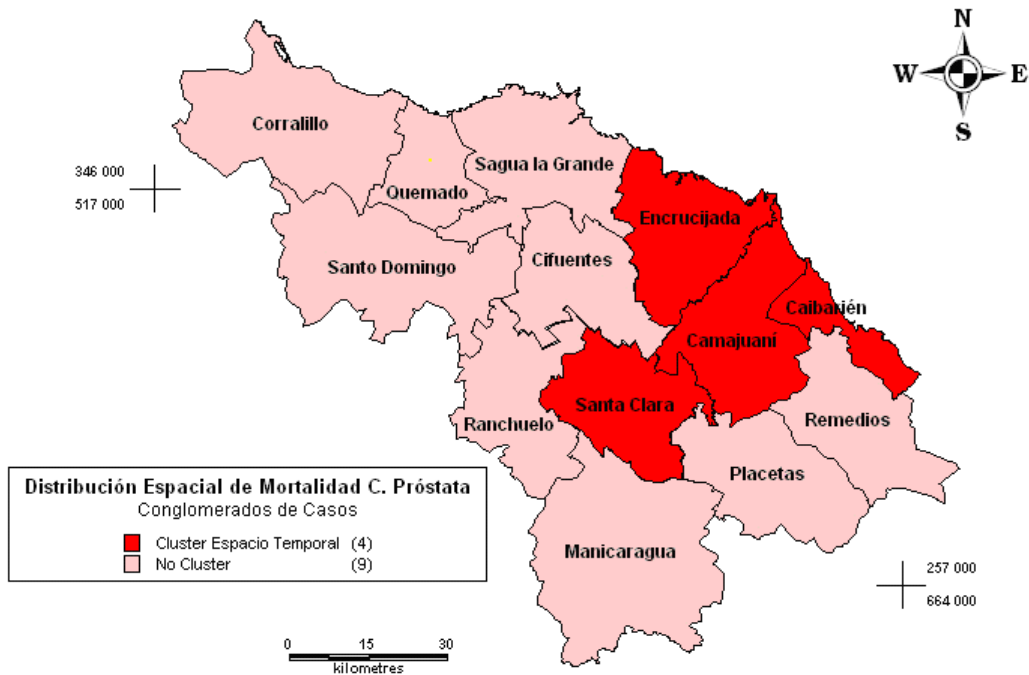 N
W E
S
Corralillo
Sagua la Grande
346 000
517 000
Quemado
Encrucijada
Santo Domingo
Cifuentes
Caibarién
Camajuaní
Santa Clara
Ranchuelo
Remedios
Placetas
Manicaragua
Distribución Espacial de Mortalidad C. Próstata
Conglomerados de Casos
Cluster Espacio Temporal (4)
No Cluster (9)
257 000
664 000
0 15 30
kilometres